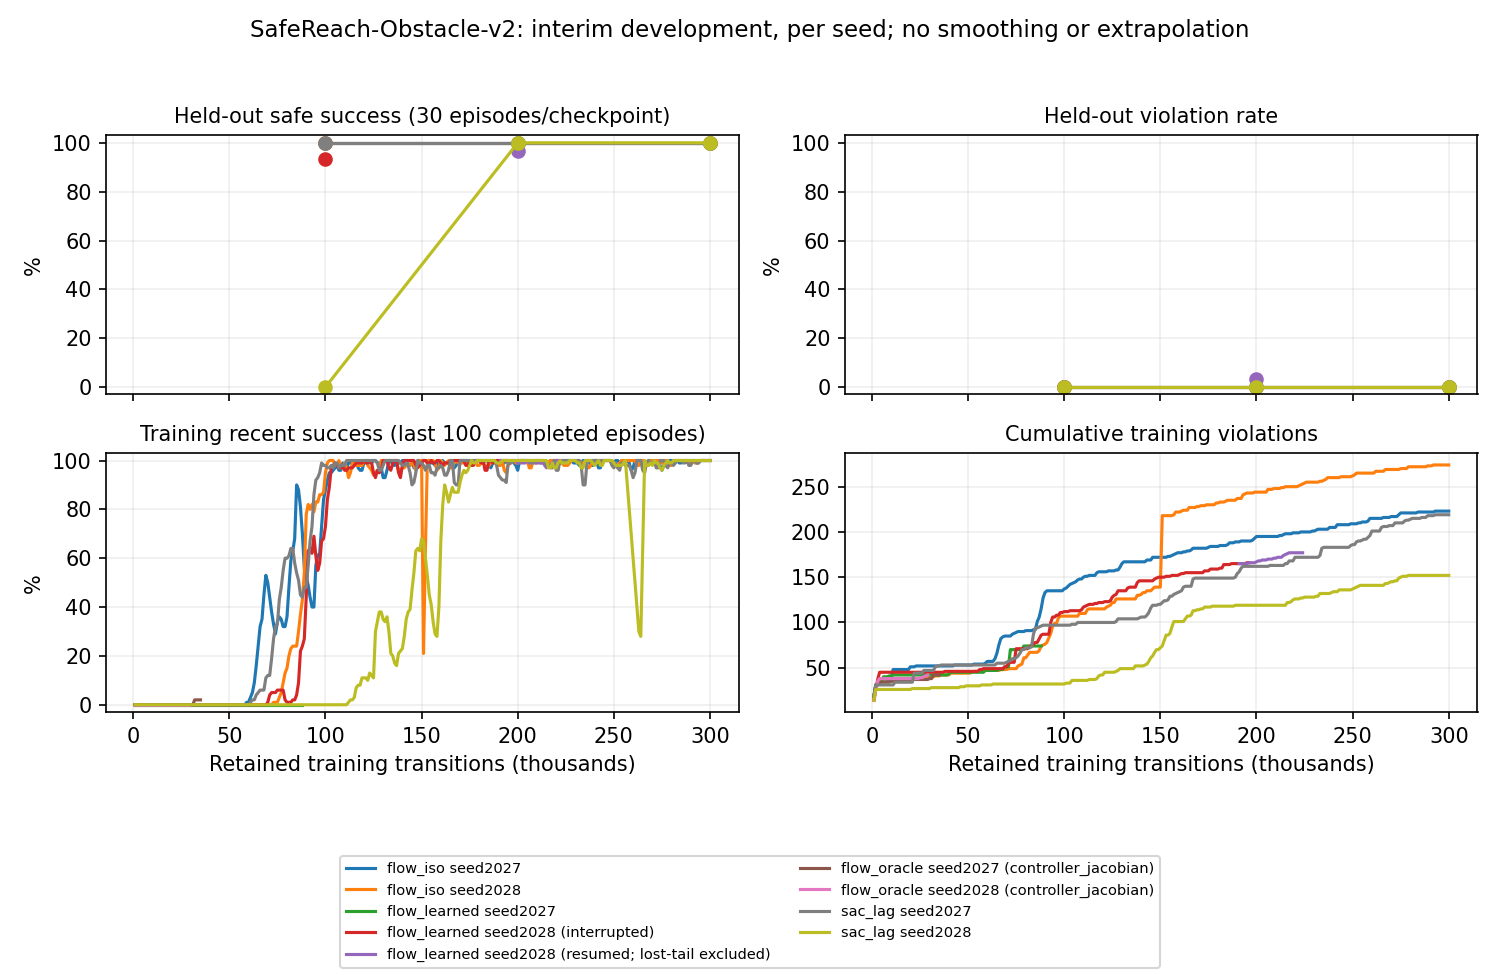 SafeReach-Obstacle-v2: interim development, per seed; no smoothing or extrapolation
Held-out safe success (30 episodes/checkpoint)
100
80
60
40
20
0
%
Held-out violation rate
100
80
60
40
20
0
%
Training recent success (last 100 completed episodes)
100
80
60
40
20
0
%
0 50 100 150 200 250 300
Retained training transitions (thousands)
Cumulative training violations
250
200
150
100
50
0 50 100 150 200 250 300
Retained training transitions (thousands)
flow_iso seed2027
flow_iso seed2028
flow_learned seed2027
flow_learned seed2028 (interrupted)
flow_learned seed2028 (resumed; lost-tail excluded)
flow_oracle seed2027 (controller_jacobian)
flow_oracle seed2028 (controller_jacobian)
sac_lag seed2027
sac_lag seed2028